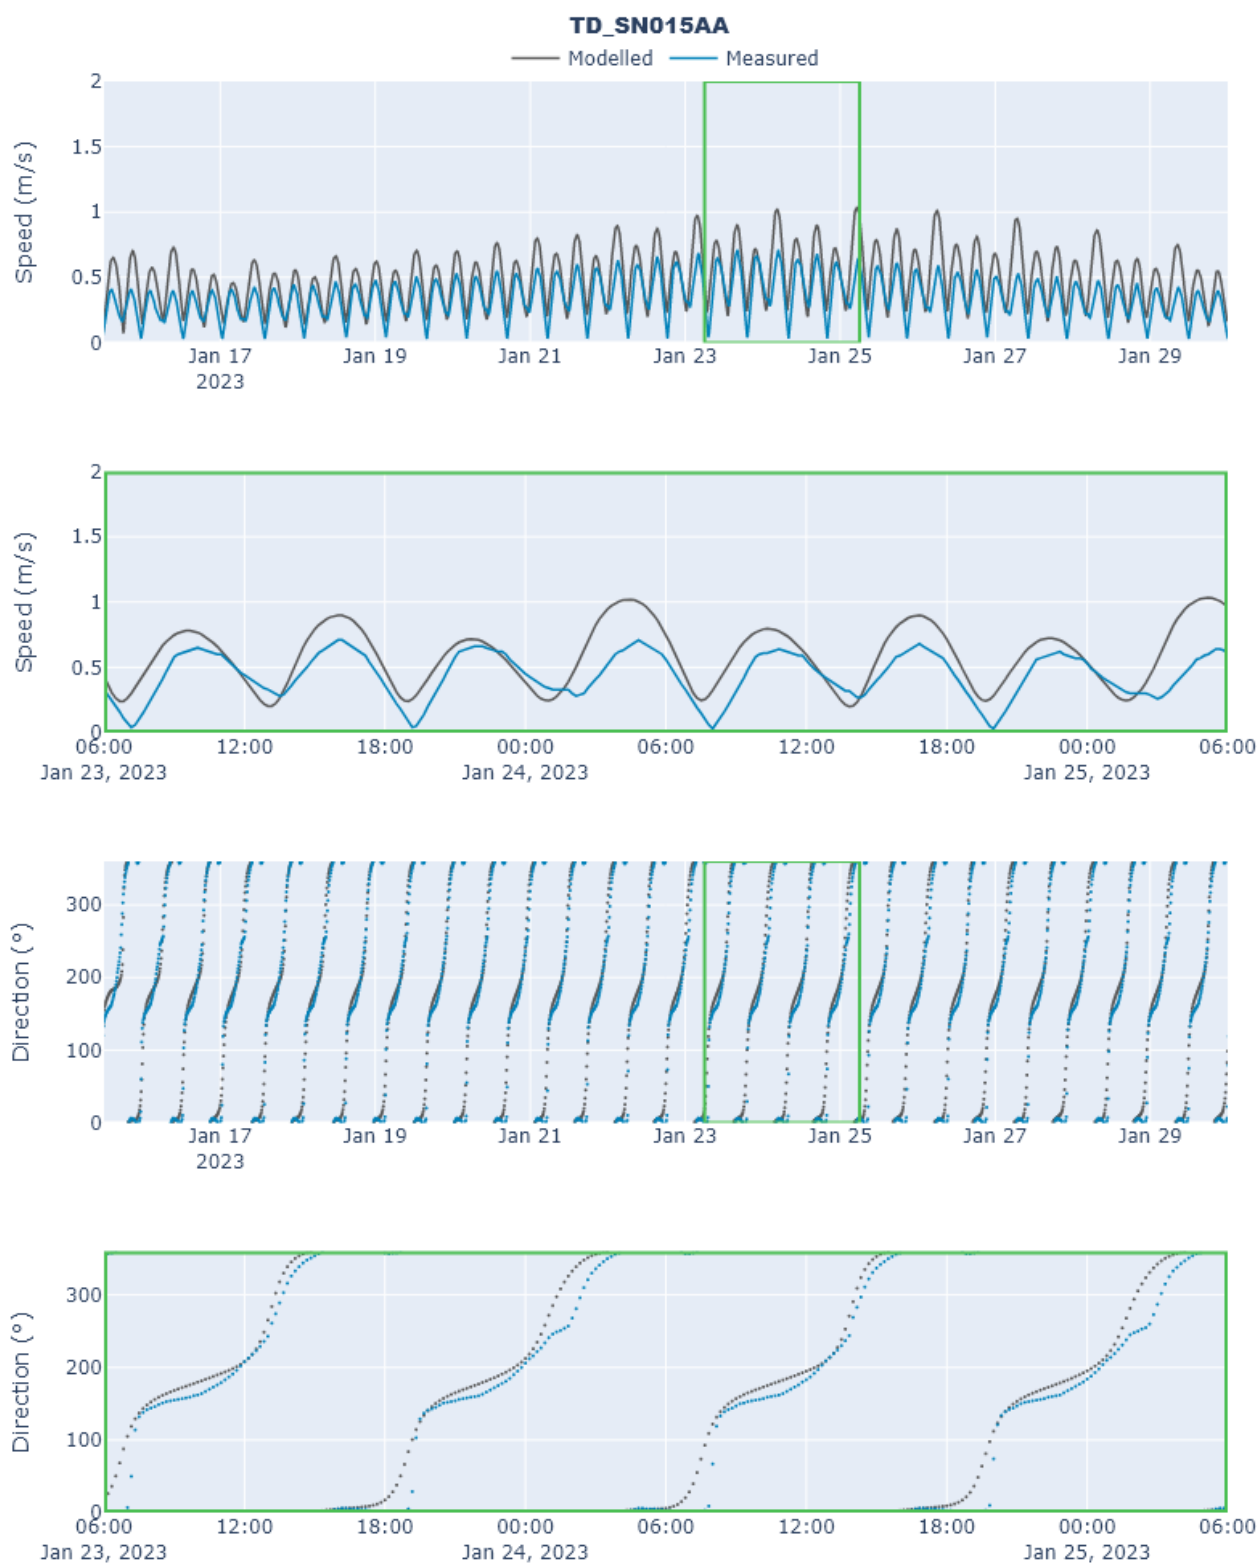 TD_SN015AA
Modelled Measured
Speed (m/s)
2
1.5
1
0.5
0
Jan 17 Jan 19 Jan 21 Jan 23 Jan 25 Jan 27 Jan 29
2023
Speed (m/s)
2
1.5
1
0.5
0
06:00 12:00 18:00 00:00 06:00 12:00 18:00 00:00 06:00
Jan 23, 2023 Jan 24, 2023 Jan 25, 2023
Direction (°)
300
200
100
0
Jan 17 Jan 19 Jan 21 Jan 23 Jan 25 Jan 27 Jan 29
2023
Direction (°)
300
200
100
0
06:00 12:00 18:00 00:00 06:00 12:00 18:00 00:00 06:00
Jan 23, 2023 Jan 24, 2023 Jan 25, 2023